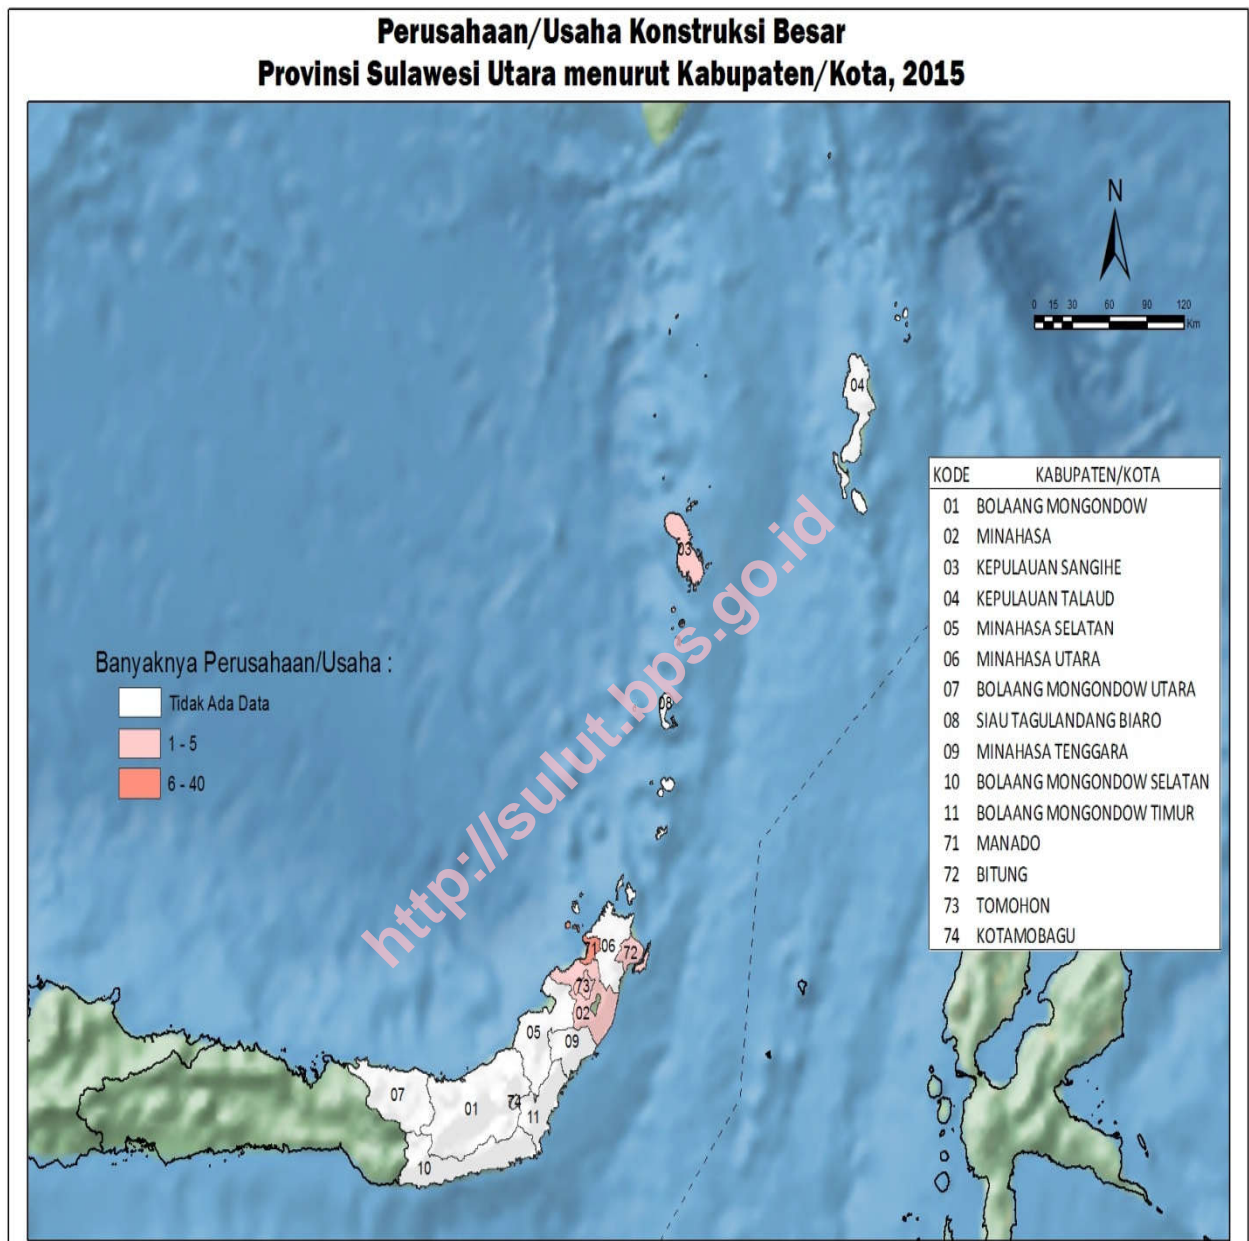 Perusahaan/Usaha Konstruksi Besar
Provinsi Sulawesi Utara menurut Kabupaten/Kota, 2015
N
0 15 30 60 90 120
Km
04
KODE KABUPATEN/KOTA
01 BOLAANG MONGONDOW
02 MINAHASA
03 KEPULAUAN SANGIHE
04 KEPULAUAN TALAUD
05 MINAHASA SELATAN
06 MINAHASA UTARA
07 BOLAANG MONGONDOW UTARA
08 SIAU TAGULANDANG BIARO
09 MINAHASA TENGGARA
10 BOLAANG MONGONDOW SELATAN
11 BOLAANG MONGONDOW TIMUR
71 MANADO
72 BITUNG
73 TOMOHON
74 KOTAMOBAGU
03
Banyaknya Perusahaan/Usaha :
Tidak Ada Data
1 - 5
6 - 40
08
http://sulut.bps.go.id
71
06
72
73
02
05
09
07
01
74
11
10